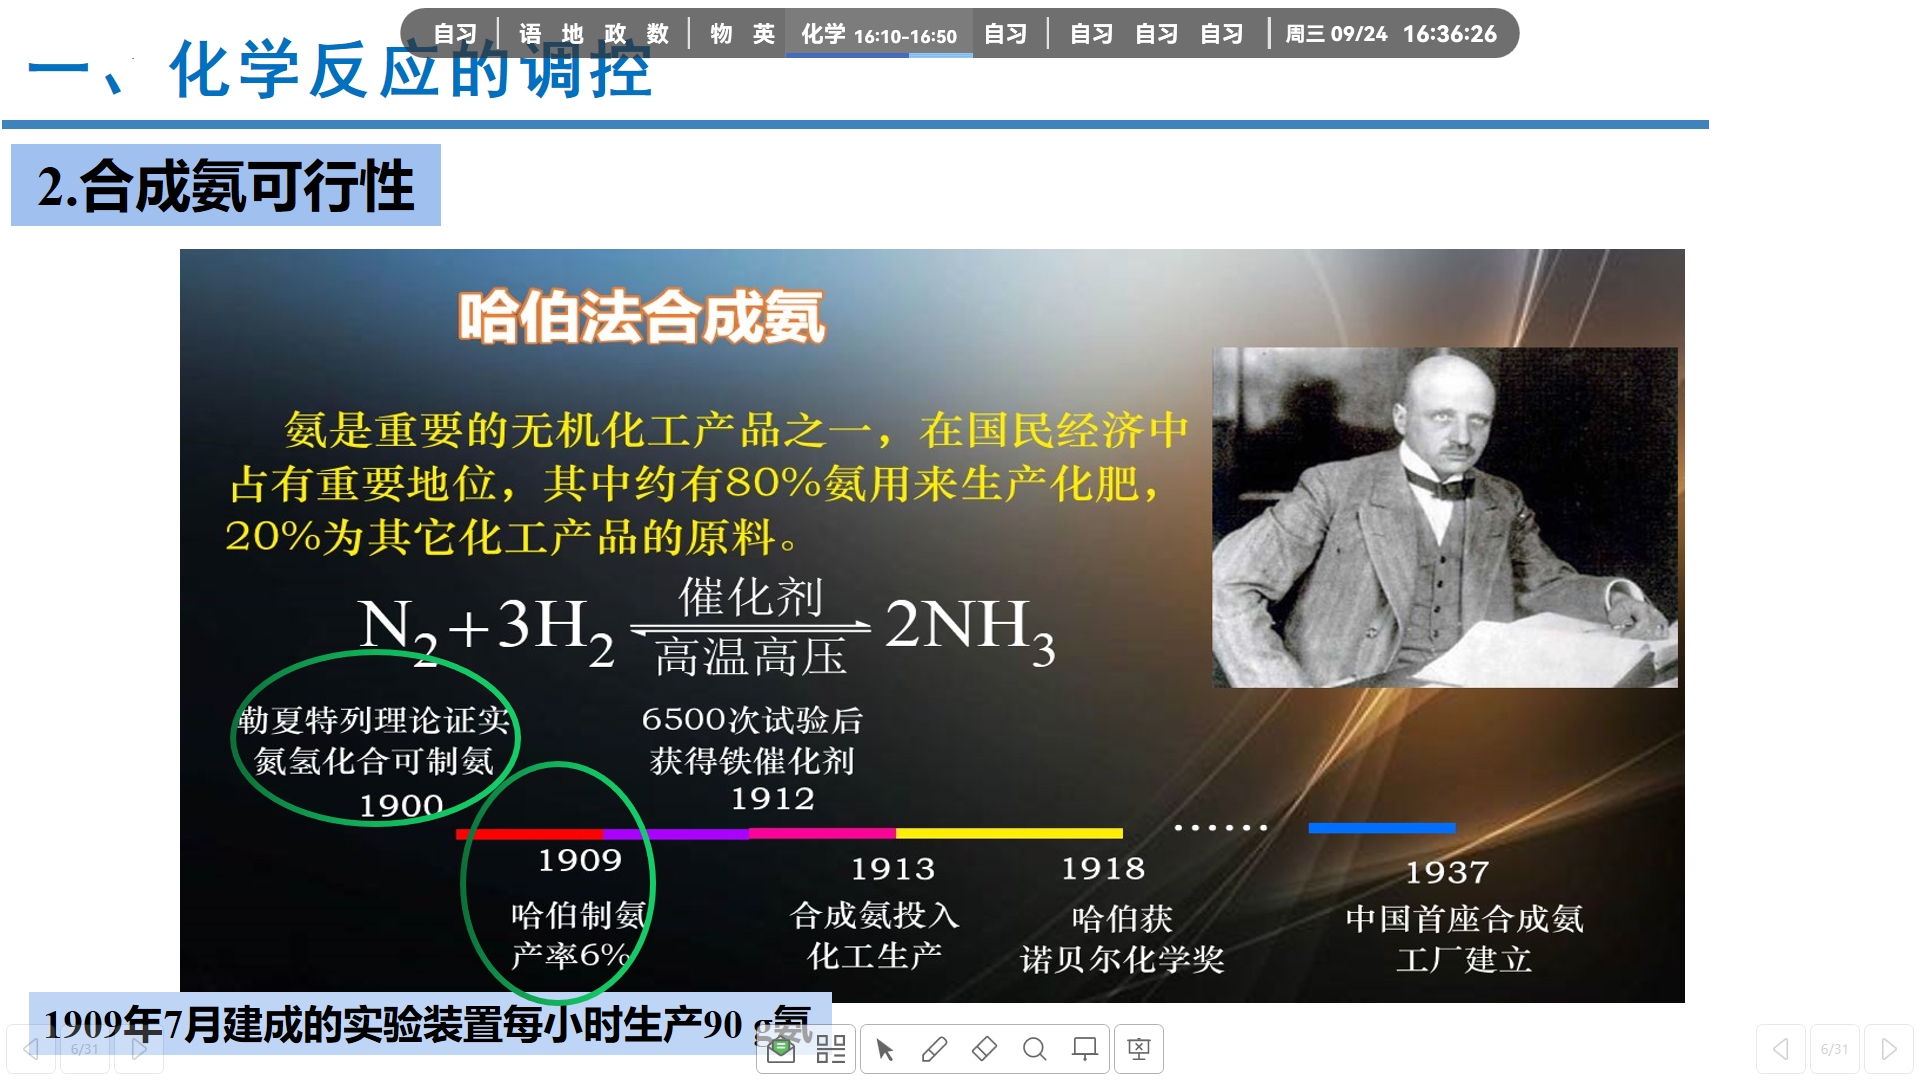 自习 语 地 政 数 物 英 化学 16:10-16:50 自习 自习 自习 自习 周三 09/24 16:36:26
一、化学反应的调控
2.合成氨可行性
哈伯法合成氨
氨是重要的无机化工产品之一，在国民经济中
占有重要地位，其中约有80%氨用来生产化肥，
20%为其它化工产品的原料。
催化剂
N₂+3H₂ ⇌ 2NH₃
高温高压
勒夏特列理论证实
氮氢化合可制氨
1900
6500次试验后
获得铁催化剂
1912
......
1909
哈伯制氨
产率6%
1913
合成氨投入
化工生产
1918
哈伯获
诺贝尔化学奖
1937
中国首座合成氨
工厂建立
1909年7月建成的实验装置每小时生产90 g氨
6/31
6/31